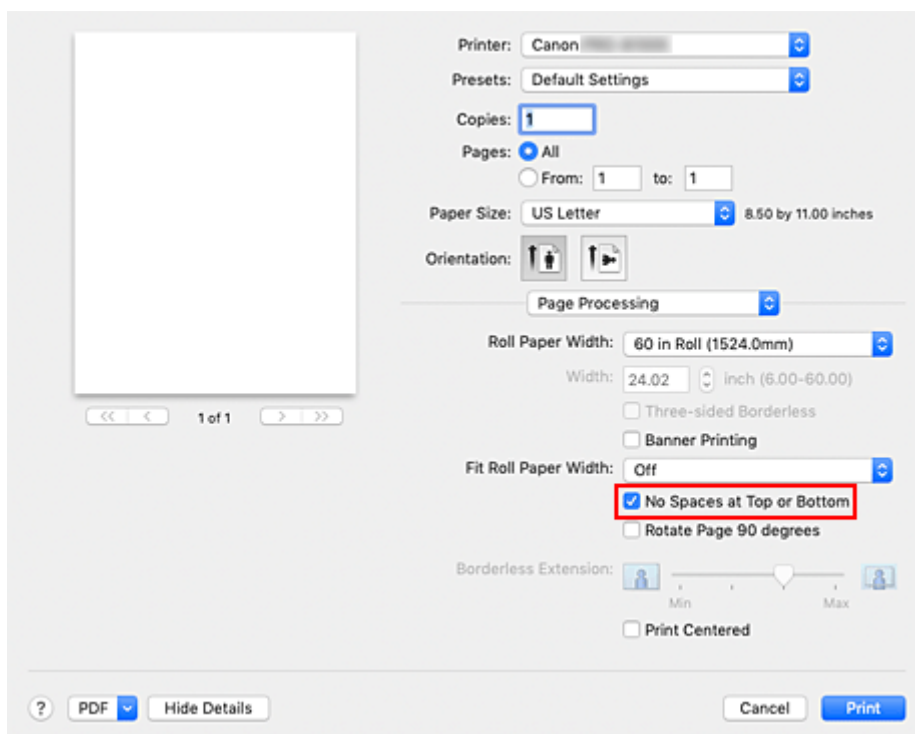 Printer: Canon
Presets: Default Settings
Copies: 1
Pages: All
From: 1 to: 1
Paper Size: US Letter 8.50 by 11.00 inches
Orientation:
Page Processing
Roll Paper Width: 60 in Roll (1524.0mm)
Width: 24.02 inch (6.00-60.00)
Three-sided Borderless
<< < 1 of 1 > >>
Banner Printing
Fit Roll Paper Width: Off
No Spaces at Top or Bottom
Rotate Page 90 degrees
Borderless Extension:
Min Max
Print Centered
? PDF Hide Details Cancel Print